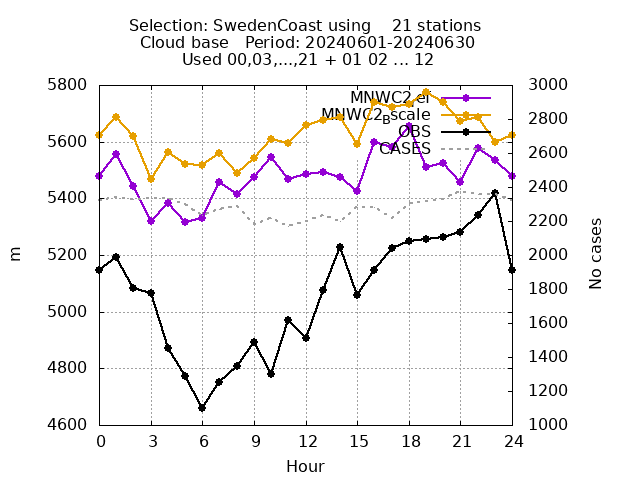 Selection: SwedenCoast using    21 stations
Cloud base   Period: 20240601-20240630
Used 00,03,...,21 + 01 02 ... 12
5800
5600
5400
5200
5000
4800
4600
m
3000
2800
2600
2400
2200
2000
1800
1600
1400
1200
1000
No cases
MNWC2_ei
MNWC2_Bscale
OBS
CASES
0 3 6 9 12 15 18 21 24
Hour